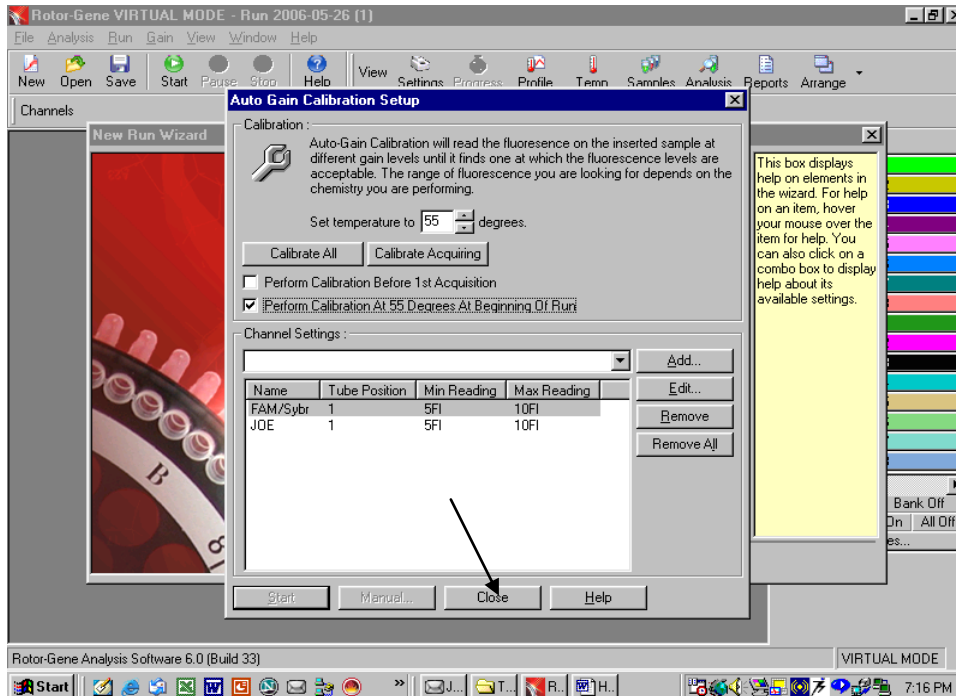 Rotor-Gene VIRTUAL MODE - Run 2006-05-26 (1)
File Analysis Run Gain View Window Help
New Open Save Start Pause Stop Help View Settings Progress Profile Temp Samples Analysis Reports Arrange
Channels
New Run Wizard
Auto Gain Calibration Setup
Calibration :
Auto-Gain Calibration will read the fluoresence on the inserted sample at
different gain levels until it finds one at which the fluorescence levels are
acceptable. The range of fluorescence you are looking for depends on the
chemistry you are performing.
Set temperature to 55 degrees.
Calibrate All Calibrate Acquiring
Perform Calibration Before 1st Acquisition
Perform Calibration At 55 Degrees At Beginning Of Run
Channel Settings :
Add...
Edit...
Remove
Remove All
Name Tube Position Min Reading Max Reading
FAM/Sybr 1 5Fl 10Fl
JOE 1 5Fl 10Fl
Start Manual... Close Help
This box displays
help on elements in
the wizard. For help
on an item, hover
your mouse over the
item for help. You
can also click on a
combo box to display
help about its
available settings.
B
Bank Off
On All Off
es...
Rotor-Gene Analysis Software 6.0 (Build 33) VIRTUAL MODE
Start » J... T... R.. H.. 7:16 PM